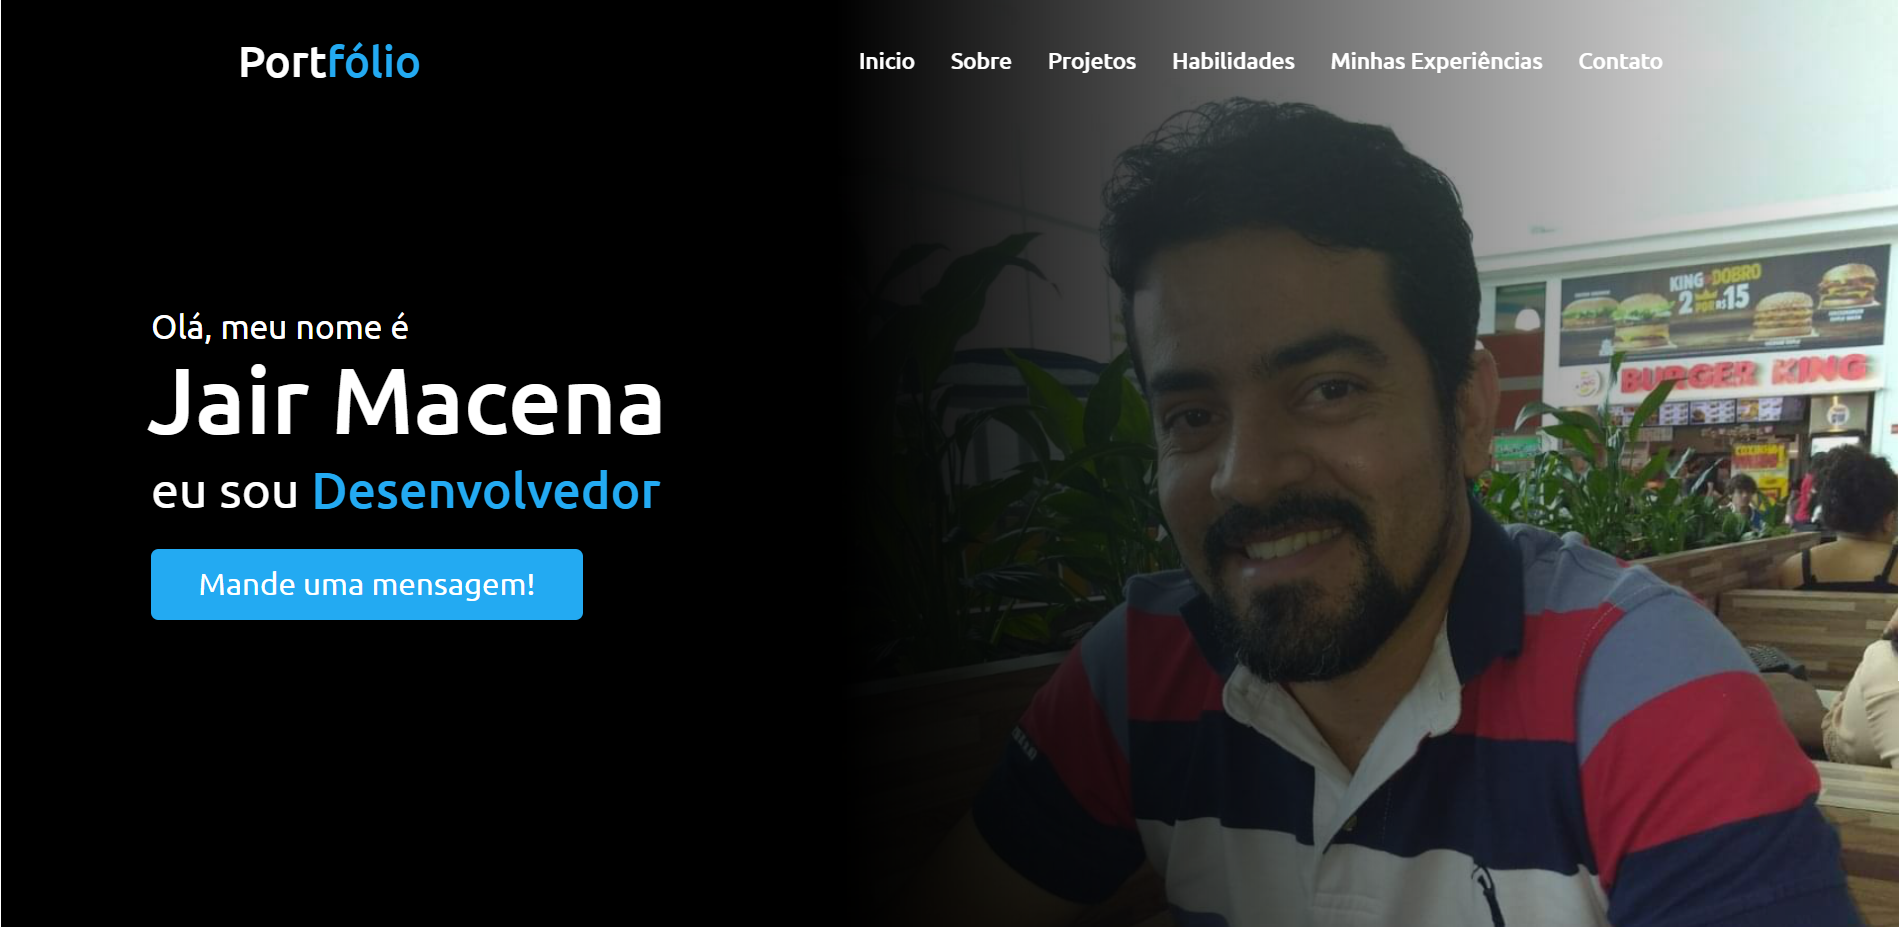 Portfólio
Inicio Sobre Projetos Habilidades Minhas Experiências Contato
Olá, meu nome é
Jair Macena
eu sou Desenvolvedor
Mande uma mensagem!
KING DOBRO
2 POR R$15
BURGER KING